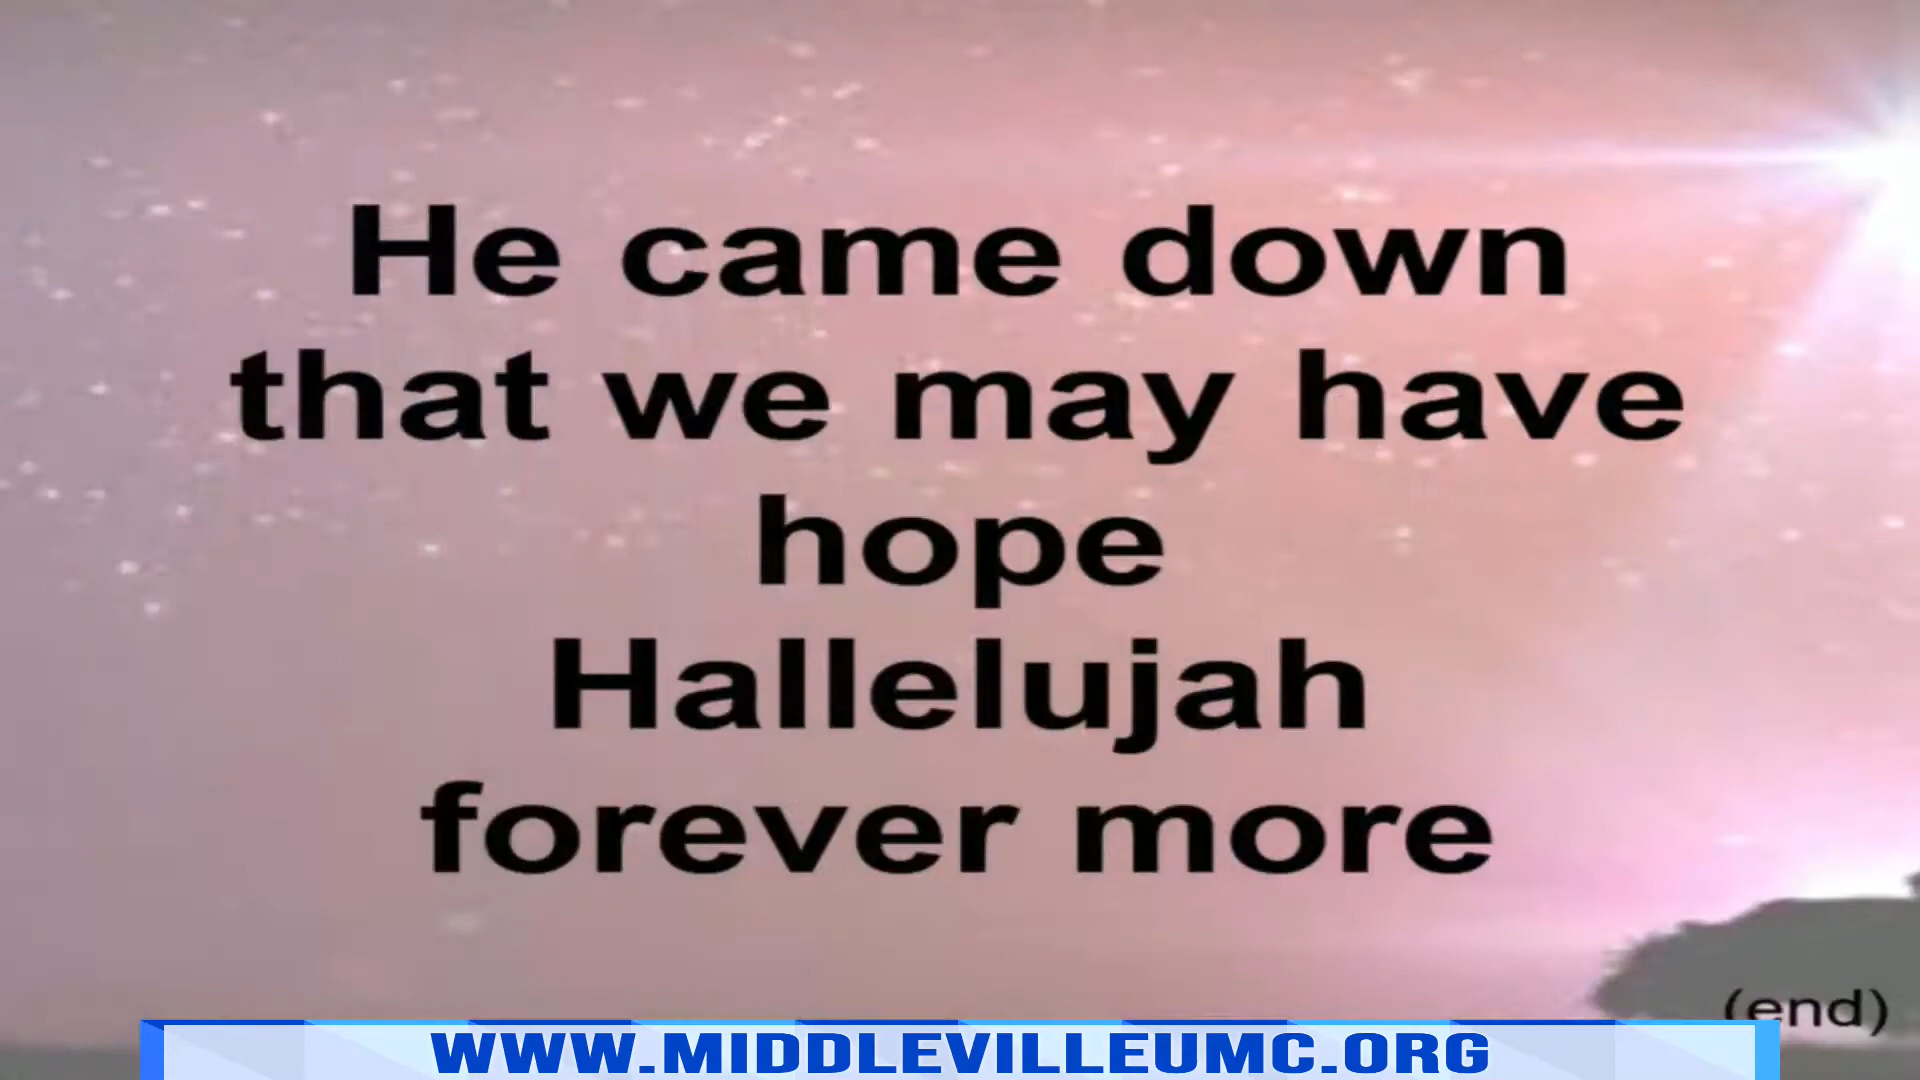 He came down
that we may have
hope
Hallelujah
forever more
(end)
WWW.MIDDLEVILLEUMC.ORG